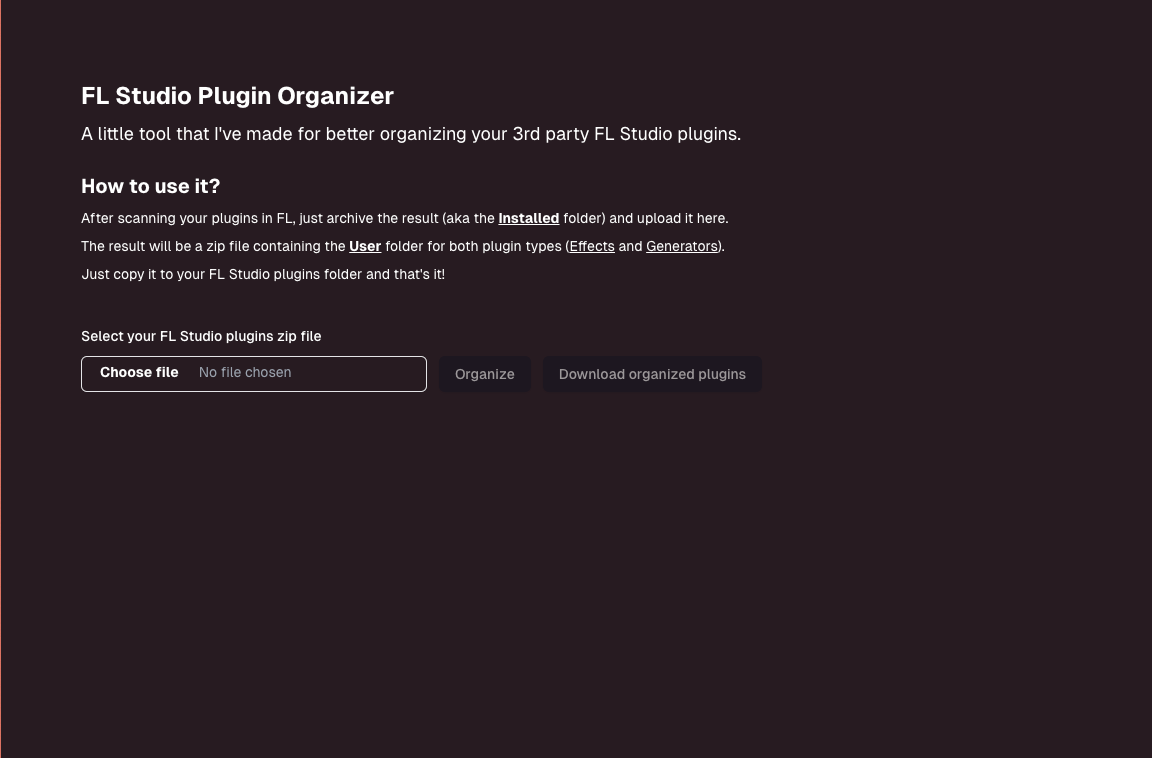 FL Studio Plugin Organizer
A little tool that I've made for better organizing your 3rd party FL Studio plugins.
How to use it?
After scanning your plugins in FL, just archive the result (aka the Installed folder) and upload it here.
The result will be a zip file containing the User folder for both plugin types (Effects and Generators).
Just copy it to your FL Studio plugins folder and that's it!
Select your FL Studio plugins zip file
Choose file No file chosen Organize Download organized plugins